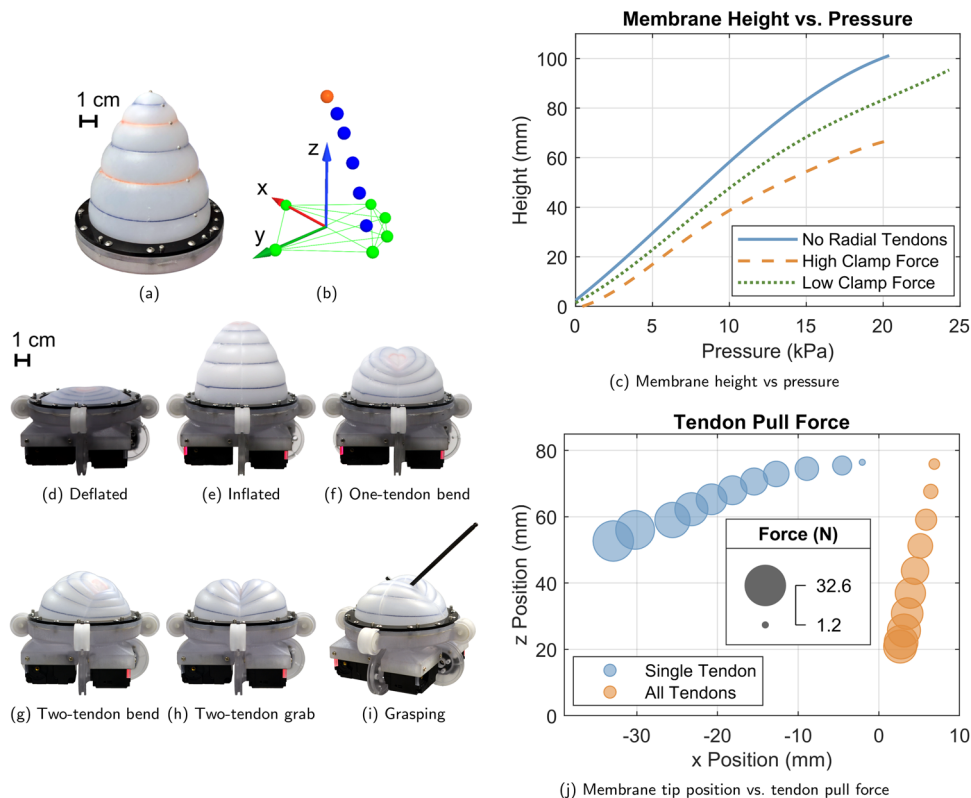 1 cm
(a)
z
x
y
(b)
Membrane Height vs. Pressure
Height (mm)
100
80
60
40
20
0
0 5 10 15 20 25
No Radial Tendons
High Clamp Force
Low Clamp Force
Pressure (kPa)
(c) Membrane height vs pressure
1 cm
(d) Deflated
(e) Inflated
(f) One-tendon bend
(g) Two-tendon bend
(h) Two-tendon grab
(i) Grasping
Tendon Pull Force
z Position (mm)
80
60
40
20
0
Force (N)
32.6
1.2
Single Tendon
All Tendons
-30 -20 -10 0 10
x Position (mm)
(j) Membrane tip position vs. tendon pull force